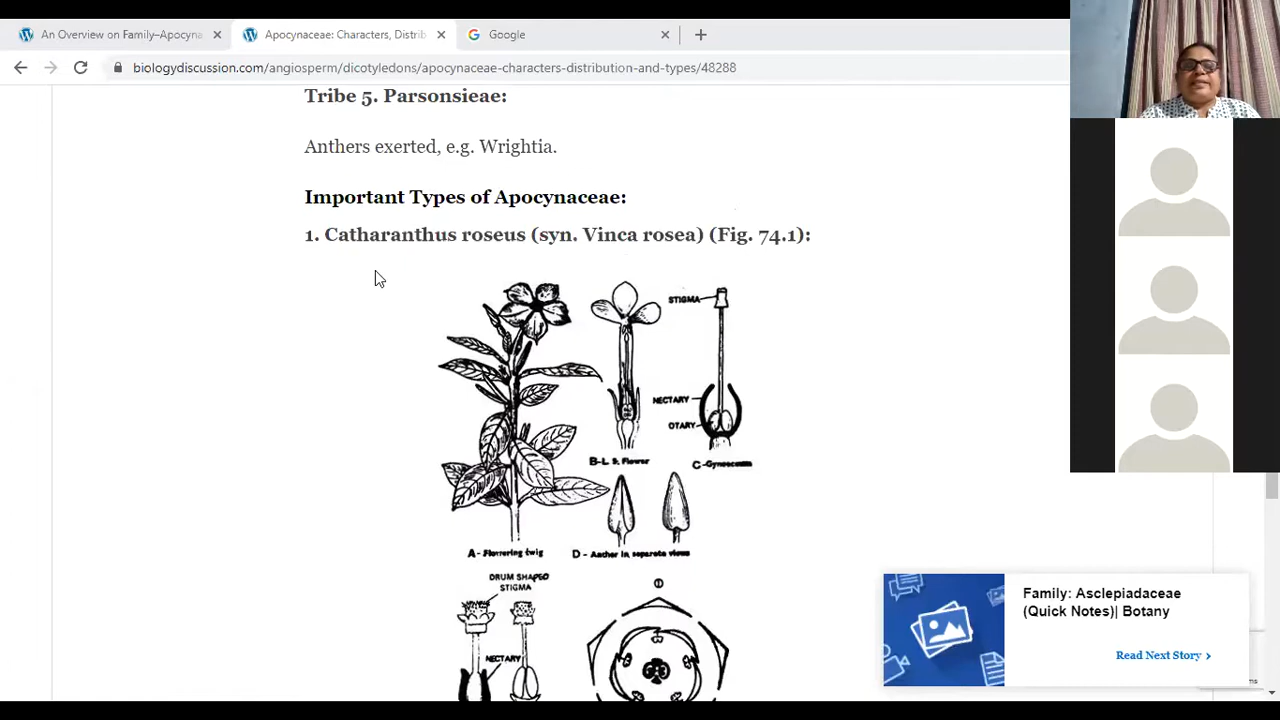 An Overview on Family–Apocyna
Apocynaceae: Characters, Distrib
Google
biologydiscussion.com/angiosperm/dicotyledons/apocynaceae-characters-distribution-and-types/48288
Tribe 5. Parsonsieae:
Anthers exerted, e.g. Wrightia.
Important Types of Apocynaceae:
1. Catharanthus roseus (syn. Vinca rosea) (Fig. 74.1):
STIGMA
NECTARY
OTARY
B-L. S. Flower
C-Gynoecium
A- Flowering twig
D - Anther in separate views
DRUM SHAPED
STIGMA
NECTARY
Family: Asclepiadaceae
(Quick Notes)| Botany
Read Next Story